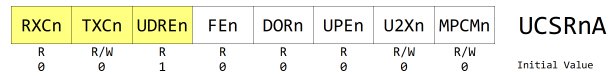 RXCn TXCn UDREn FEn DORn UPEn U2Xn MPCMn UCSRnA
R R/W R R R R R/W R/W
0 0 1 0 0 0 0 0 Initial Value